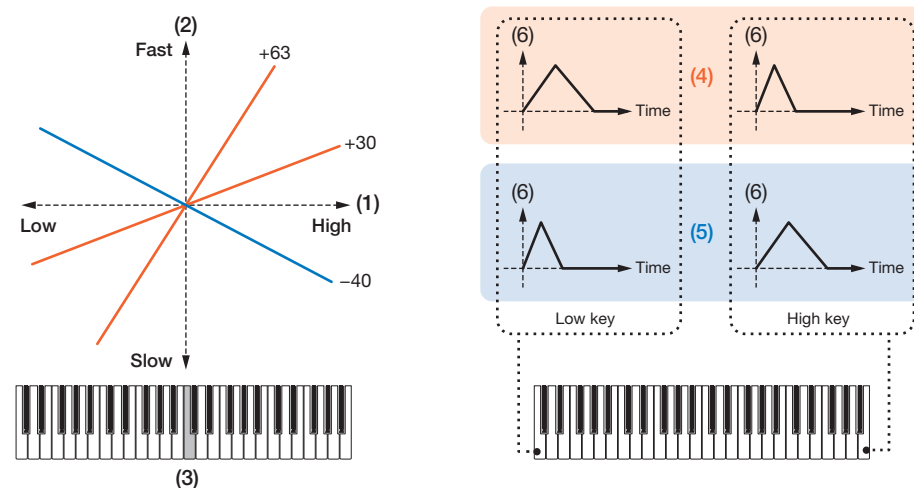 (2)
Fast
+63
+30
(1)
Low
High
−40
Slow
(3)
(6)
(4)
(6)
Time
Time
(6)
(5)
(6)
Time
Time
Low key
High key